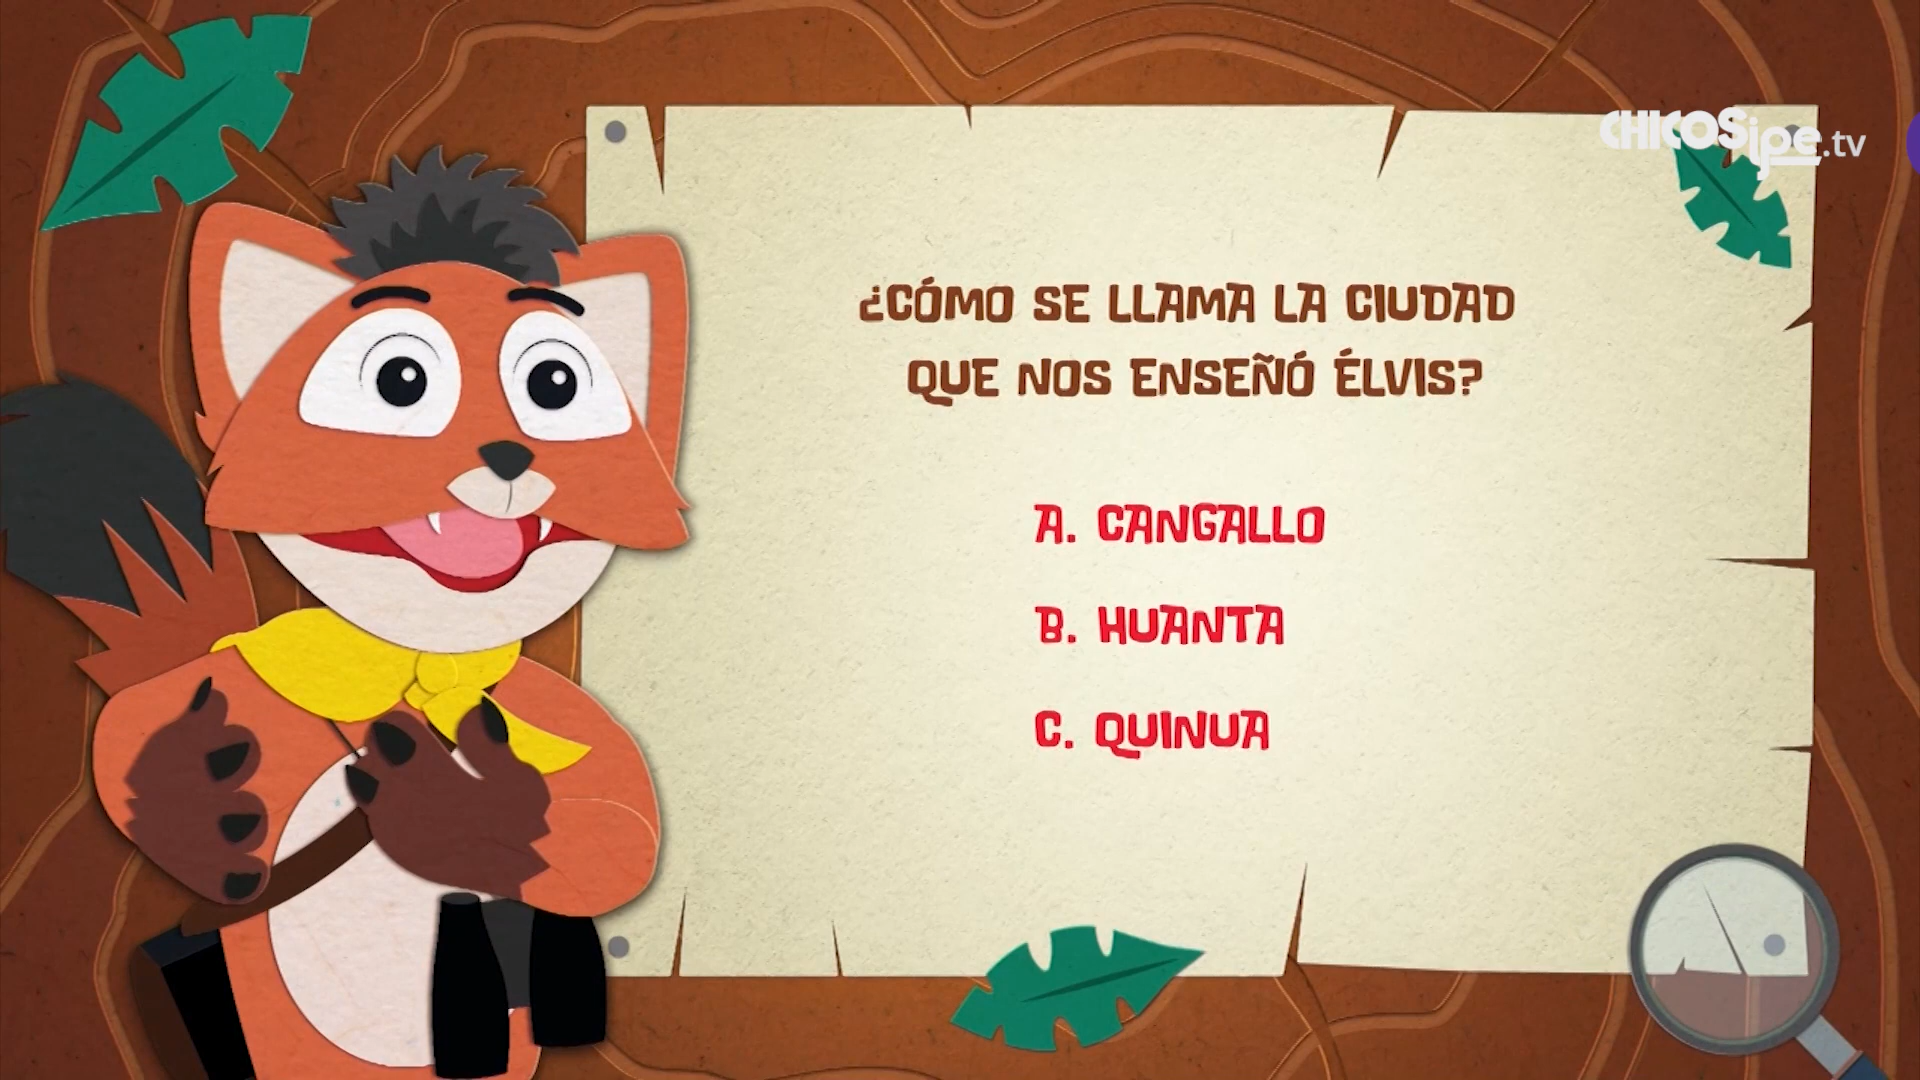 CHICOSipe.tv
¿CÓMO SE LLAMA LA CIUDAD
QUE NOS ENSEÑÓ ÉLVIS?
A. CANGALLO
B. HUANTA
C. QUINUA